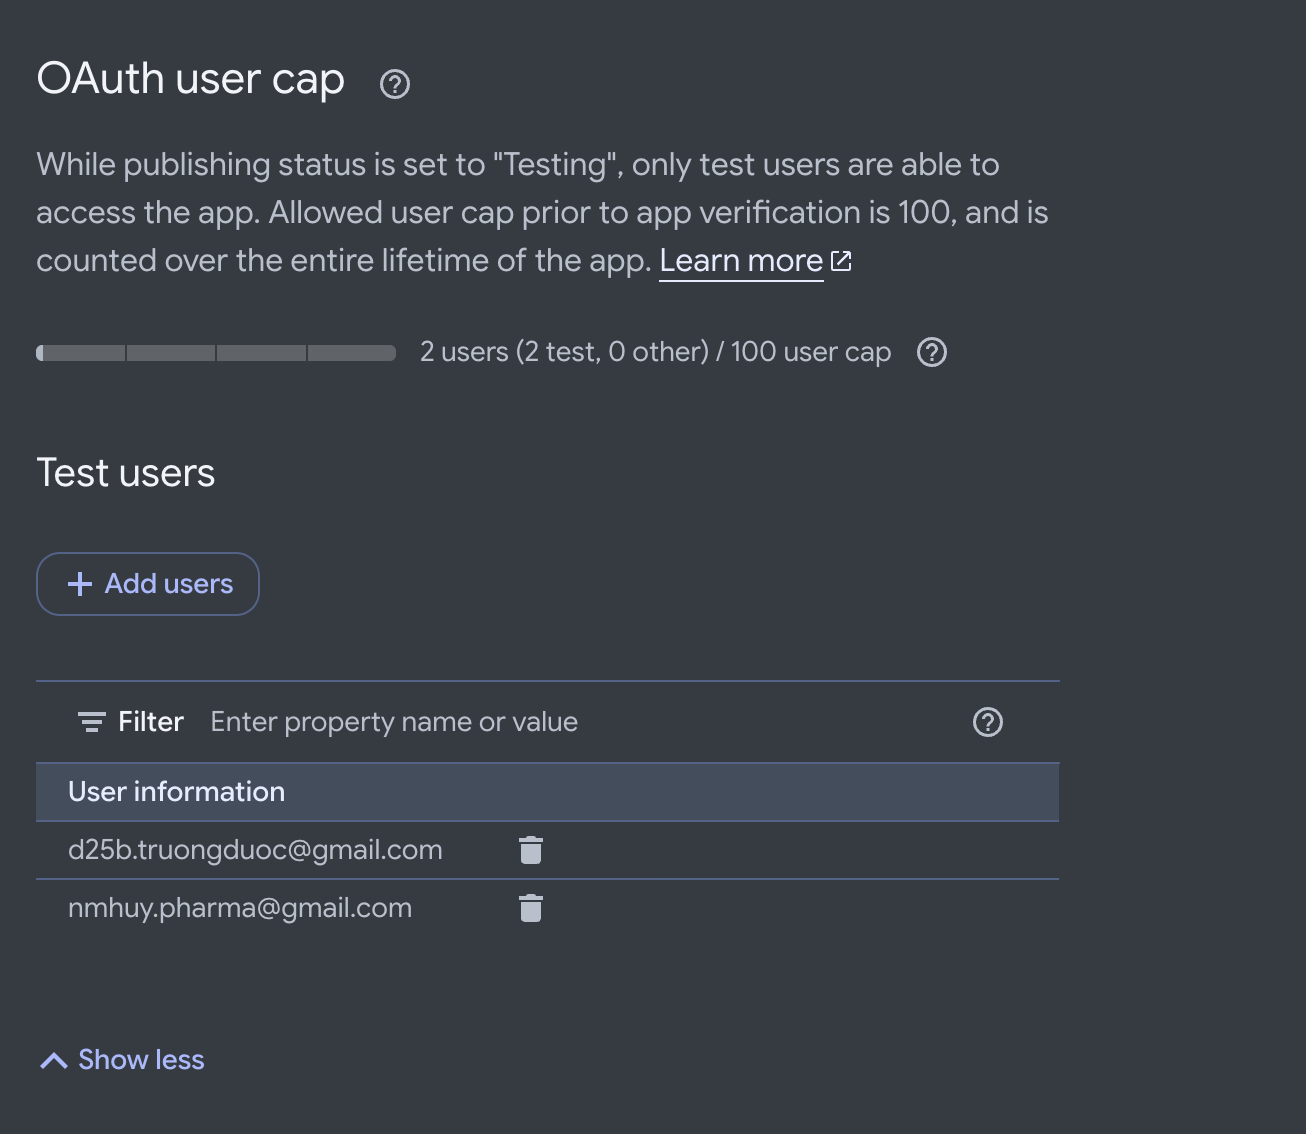 OAuth user cap
While publishing status is set to "Testing", only test users are able to
access the app. Allowed user cap prior to app verification is 100, and is
counted over the entire lifetime of the app. Learn more
2 users (2 test, 0 other) / 100 user cap
Test users
Add users
Filter Enter property name or value
User information
d25b.truongduoc@gmail.com
nmhuy.pharma@gmail.com
Show less